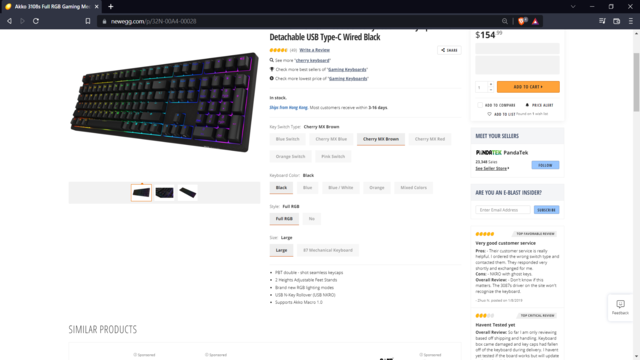 Akko 3108s Full RGB Gaming Me
newegg.com/p/32N-00A4-00028
Detachable USB Type-C Wired Black
(40) Write a Review
SHARE
See more "cherry keyboard"
Check more best sellers of "Gaming Keyboards"
Check more lowest price of "Gaming Keyboards"
In stock.
Ships from Hong Kong. Most customers receive within 3-16 days.
Key Switch Type: Cherry MX Brown
Blue Switch
Cherry MX Blue
Cherry MX Brown
Cherry MX Red
Orange Switch
Pink Switch
Keyboard Color: Black
Black
Blue
Blue / White
Orange
Mixed Colors
Style: Full RGB
Full RGB
No
Size: Large
Large
87 Mechanical Keyboard
PBT double - shot seamless keycaps
2 Heights Adjustable Feet Stands
Brand new RGB lighting modes
USB N-Key Rollover (USB NKRO)
Supports Akko Macro 1.0
SIMILAR PRODUCTS
Sponsored
Sponsored
Sponsored
$154.99
1
ADD TO CART
ADD TO COMPARE
PRICE ALERT
ADD TO LIST
MEET YOUR SELLERS
PANDATEK PandaTek
Sales
See Seller Store
FOLLOW
ARE YOU AN E-BLAST INSIDER?
Enter Email Address
SUBSCRIBE
TOP FAVORABLE REVIEW
Very good customer service
Pros: - Their customer service is really
helpful. I ordered the wrong switch type and
contacted them. They responded very
shortly and exchanged for me.
Cons: - NKRO with ghost keys
Overall Review: - Don't know if this
matters. The 300$'s driver on the site won't
recognize the keyboard.
TOP CRITICAL REVIEW
Havent Tested yet
Overall Review: So far I am only reviewing
based off shipping and handling. Keyboard
box came damaged and key caps had fallen
off of the keyboard during delivery. I havent
yet tested if the board works but will update
Feedback